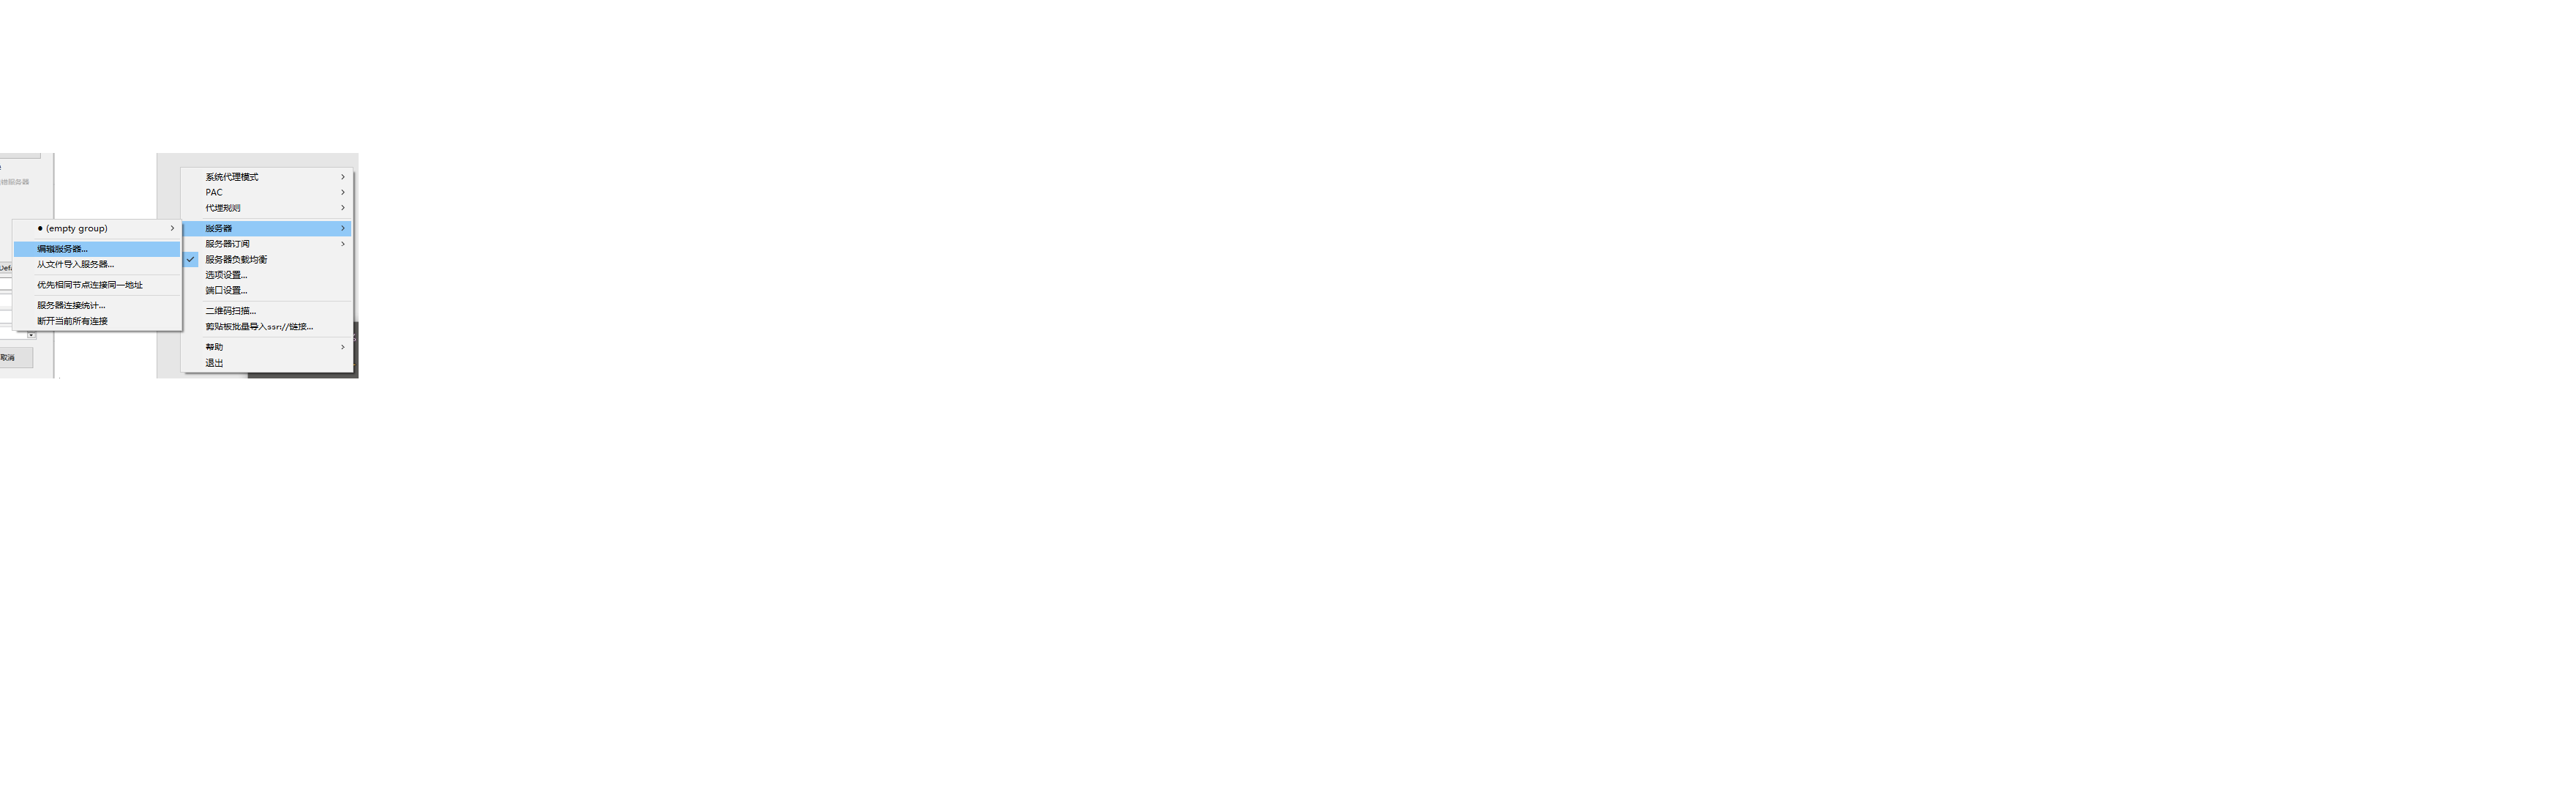 系统代理模式
PAC
代理规则
服务器
服务器订阅
服务器负载均衡
选项设置...
端口设置...
二维码扫描...
剪贴板批量导入ssr://链接...
帮助
退出
● (empty group)
编辑服务器...
从文件导入服务器...
优先相同节点连接同一地址
服务器连接统计...
断开当前所有连接
取消